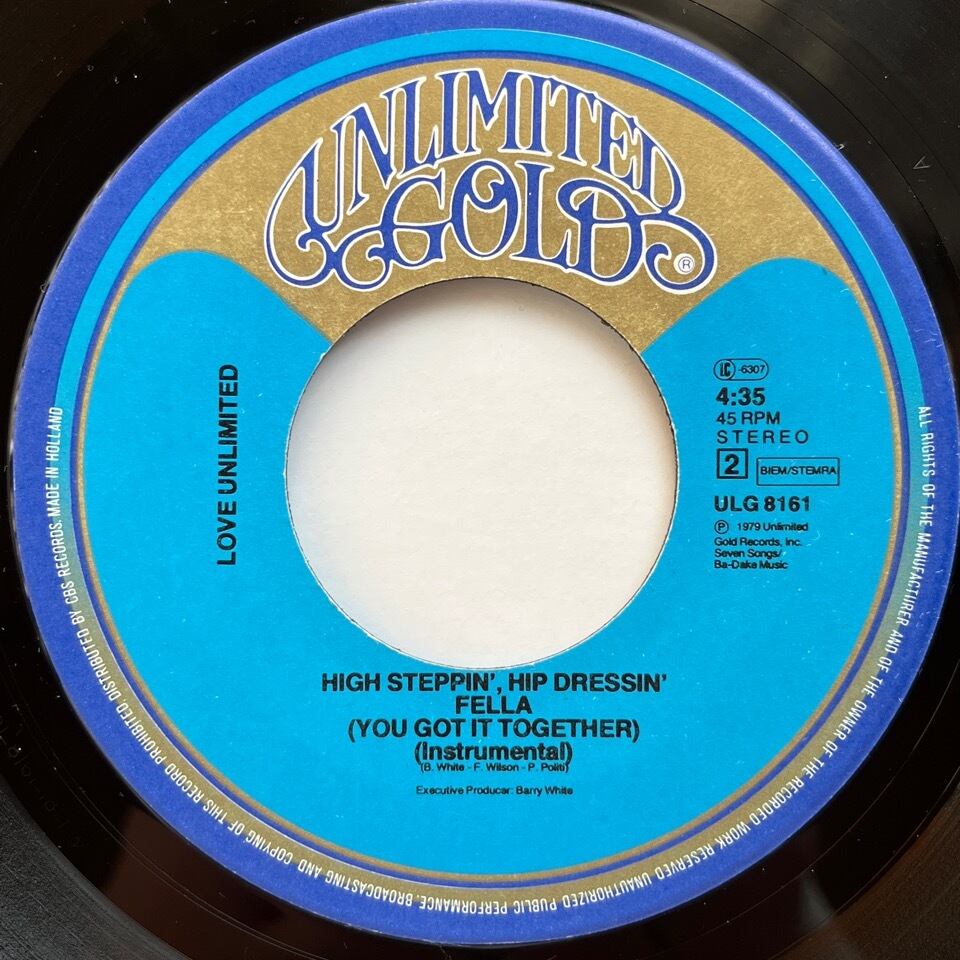 UNLIMITED
GOLD ®
LOVE UNLIMITED
LC -6307
4:35
45 RPM
STEREO
2 BIEM/STEMRA
ULG 8161
℗ 1979 Unlimited
Gold Records, Inc.
Seven Songs/
Ba-Dake Music
HIGH STEPPIN', HIP DRESSIN'
FELLA
(YOU GOT IT TOGETHER)
(Instrumental)
(B. White - F. Wilson - P. Politi)
Executive Producer: Barry White
ALL RIGHTS OF THE MANUFACTURER AND OF THE OWNER OF THE RECORDED WORK RESERVED UNAUTHORIZED PUBLIC PERFORMANCE, BROADCASTING AND COPYING OF THIS RECORD PROHIBITED DISTRIBUTED BY CBS RECORDS. MADE IN HOLLAND